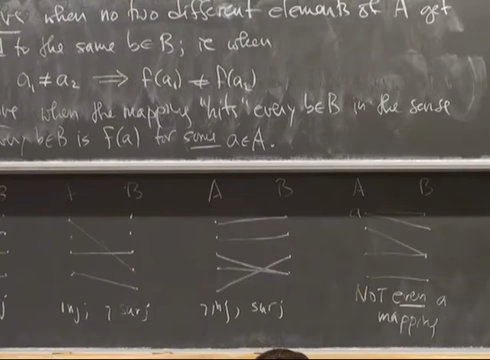 when no two different elements of A get
to the same b∈B; ie when
a₁ ≠ a₂ ⟹ f(a₁) ≠ f(a₂)
when the mapping "hits" every b∈B in the sense
b∈B is f(a) for some a∈A.
B A B A B
inj, ¬ surj
¬inj, surj
NOT even a
mapping